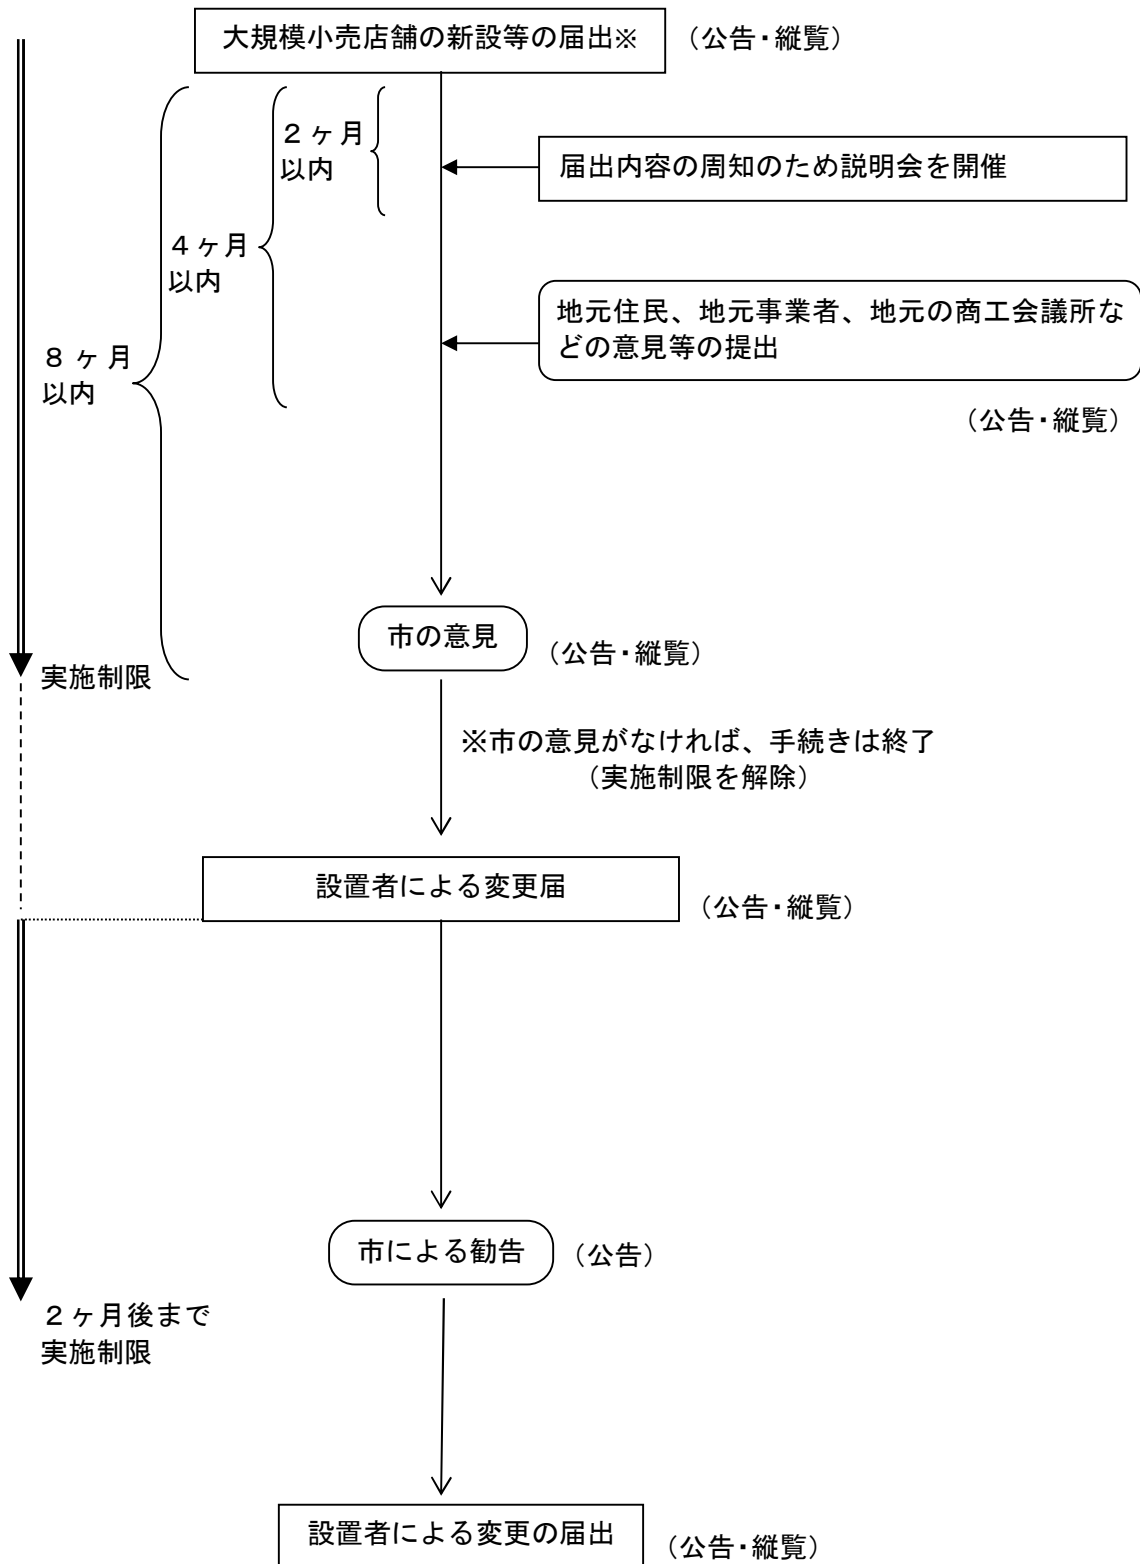 大規模小売店舗の新設等の届出※
（公告・縦覧）
２ヶ月
以内
届出内容の周知のため説明会を開催
４ヶ月
以内
地元住民、地元事業者、地元の商工会議所な
どの意見等の提出
８ヶ月
以内
（公告・縦覧）
市の意見
（公告・縦覧）
実施制限
※市の意見がなければ、手続きは終了
（実施制限を解除）
設置者による変更届
（公告・縦覧）
市による勧告
（公告）
２ヶ月後まで
実施制限
設置者による変更の届出
（公告・縦覧）